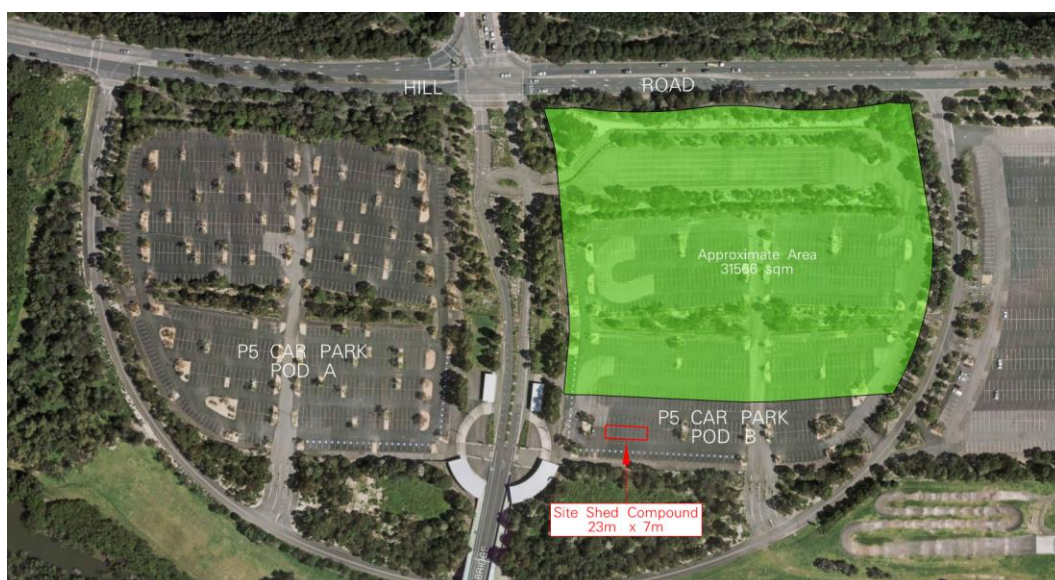 HILL ROAD
Approximate Area
31566 sqm
P5 CAR PARK
POD A
P5 CAR PARK
POD B
Site Shed Compound
23m x 7m
BRIDGE